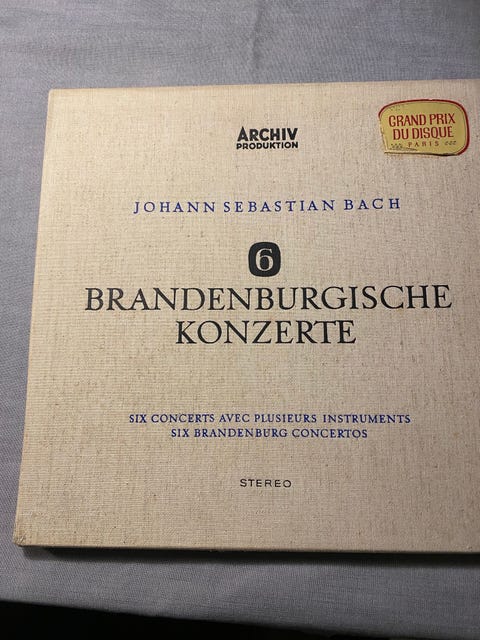 ARCHIV
PRODUKTION
GRAND PRIX
DU DISQUE
PARIS
JOHANN SEBASTIAN BACH
6
BRANDENBURGISCHE
KONZERTE
SIX CONCERTS AVEC PLUSIEURS INSTRUMENTS
SIX BRANDENBURG CONCERTOS
STEREO